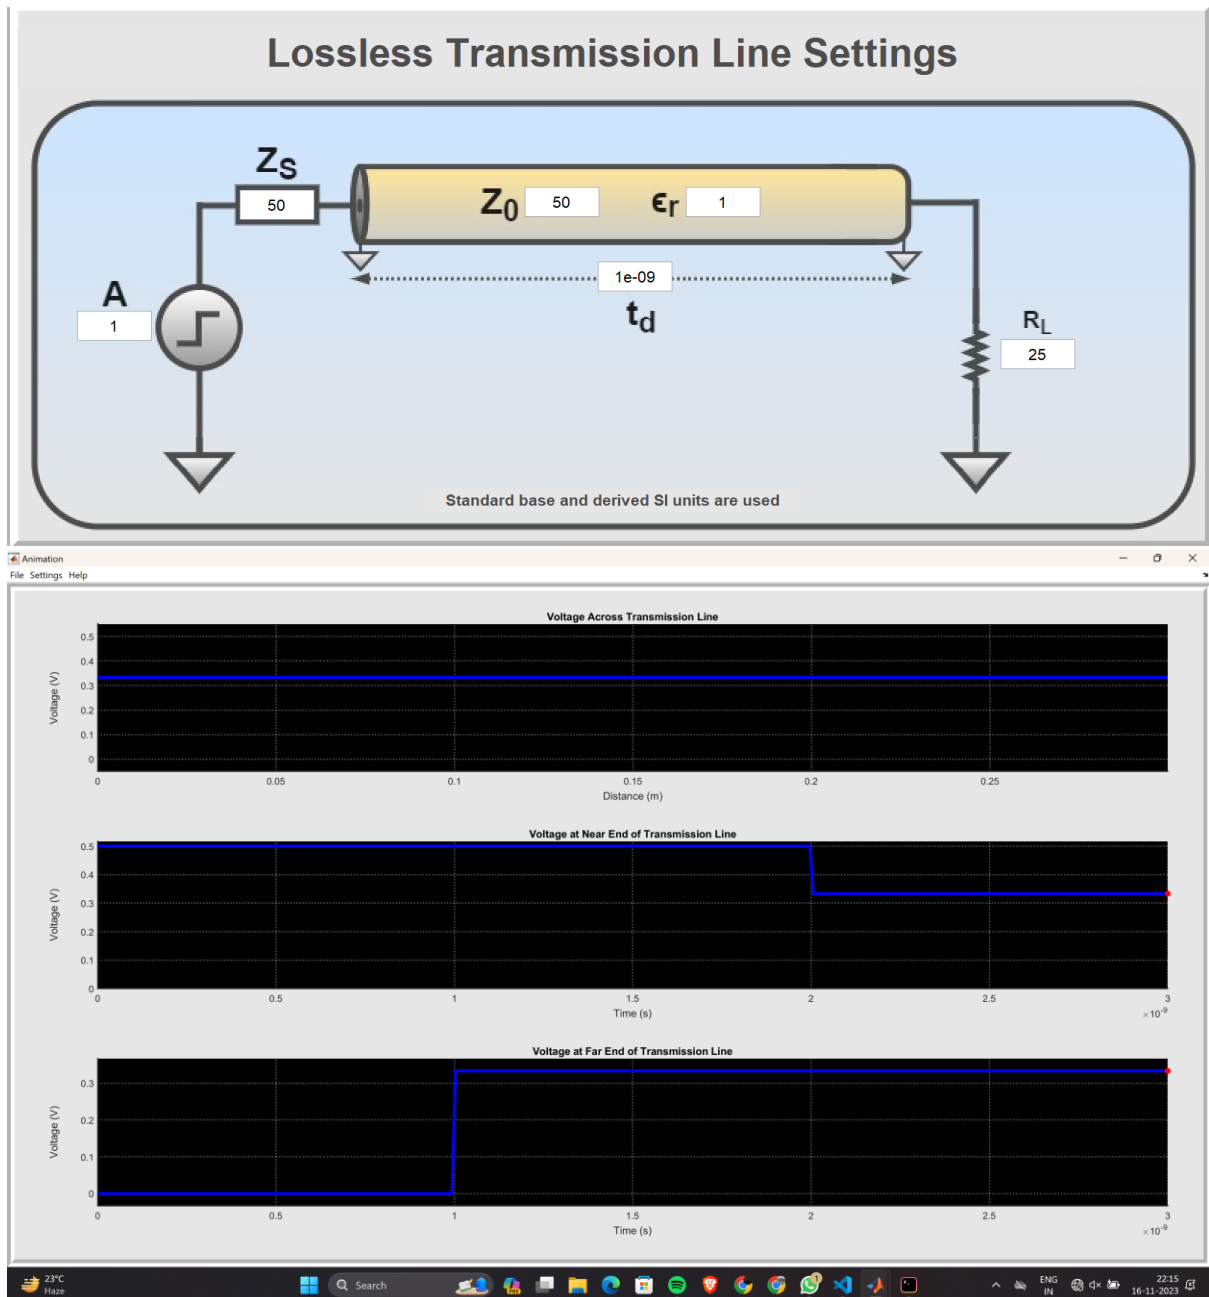 Lossless Transmission Line Settings
ZS
50
Z0 50 ϵr 1
1e-09
td
A
1
RL
25
Standard base and derived SI units are used
Animation
File Settings Help
Voltage Across Transmission Line
Voltage (V)
0.5
0.4
0.3
0.2
0.1
0
0 0.05 0.1 0.15 0.2 0.25
Distance (m)
Voltage at Near End of Transmission Line
Voltage (V)
0.5
0.4
0.3
0.2
0.1
0
0 0.5 1 1.5 2 2.5 3
Time (s)
×10-9
Voltage at Far End of Transmission Line
Voltage (V)
0.3
0.2
0.1
0
0 0.5 1 1.5 2 2.5 3
Time (s)
×10-9
23°C
Haze
Search
1
ENG
IN
22:15
16-11-2023